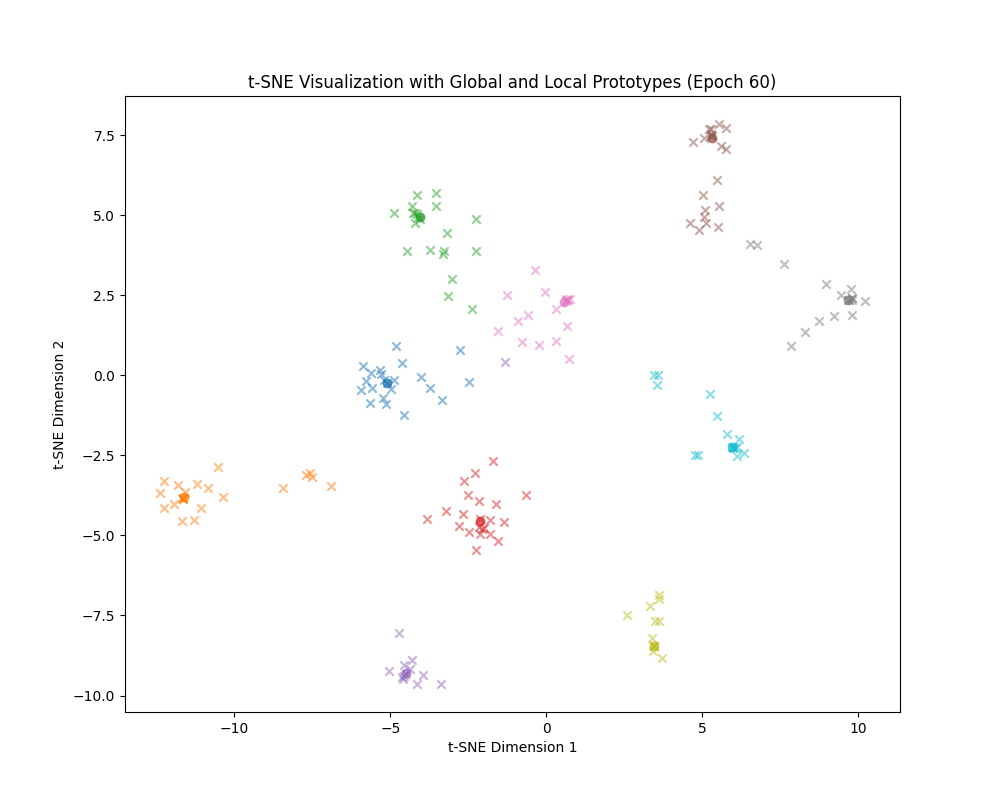 t-SNE Visualization with Global and Local Prototypes (Epoch 60)
7.5
5.0
2.5
0.0
−2.5
−5.0
−7.5
−10.0
t-SNE Dimension 2
−10 −5 0 5 10
t-SNE Dimension 1